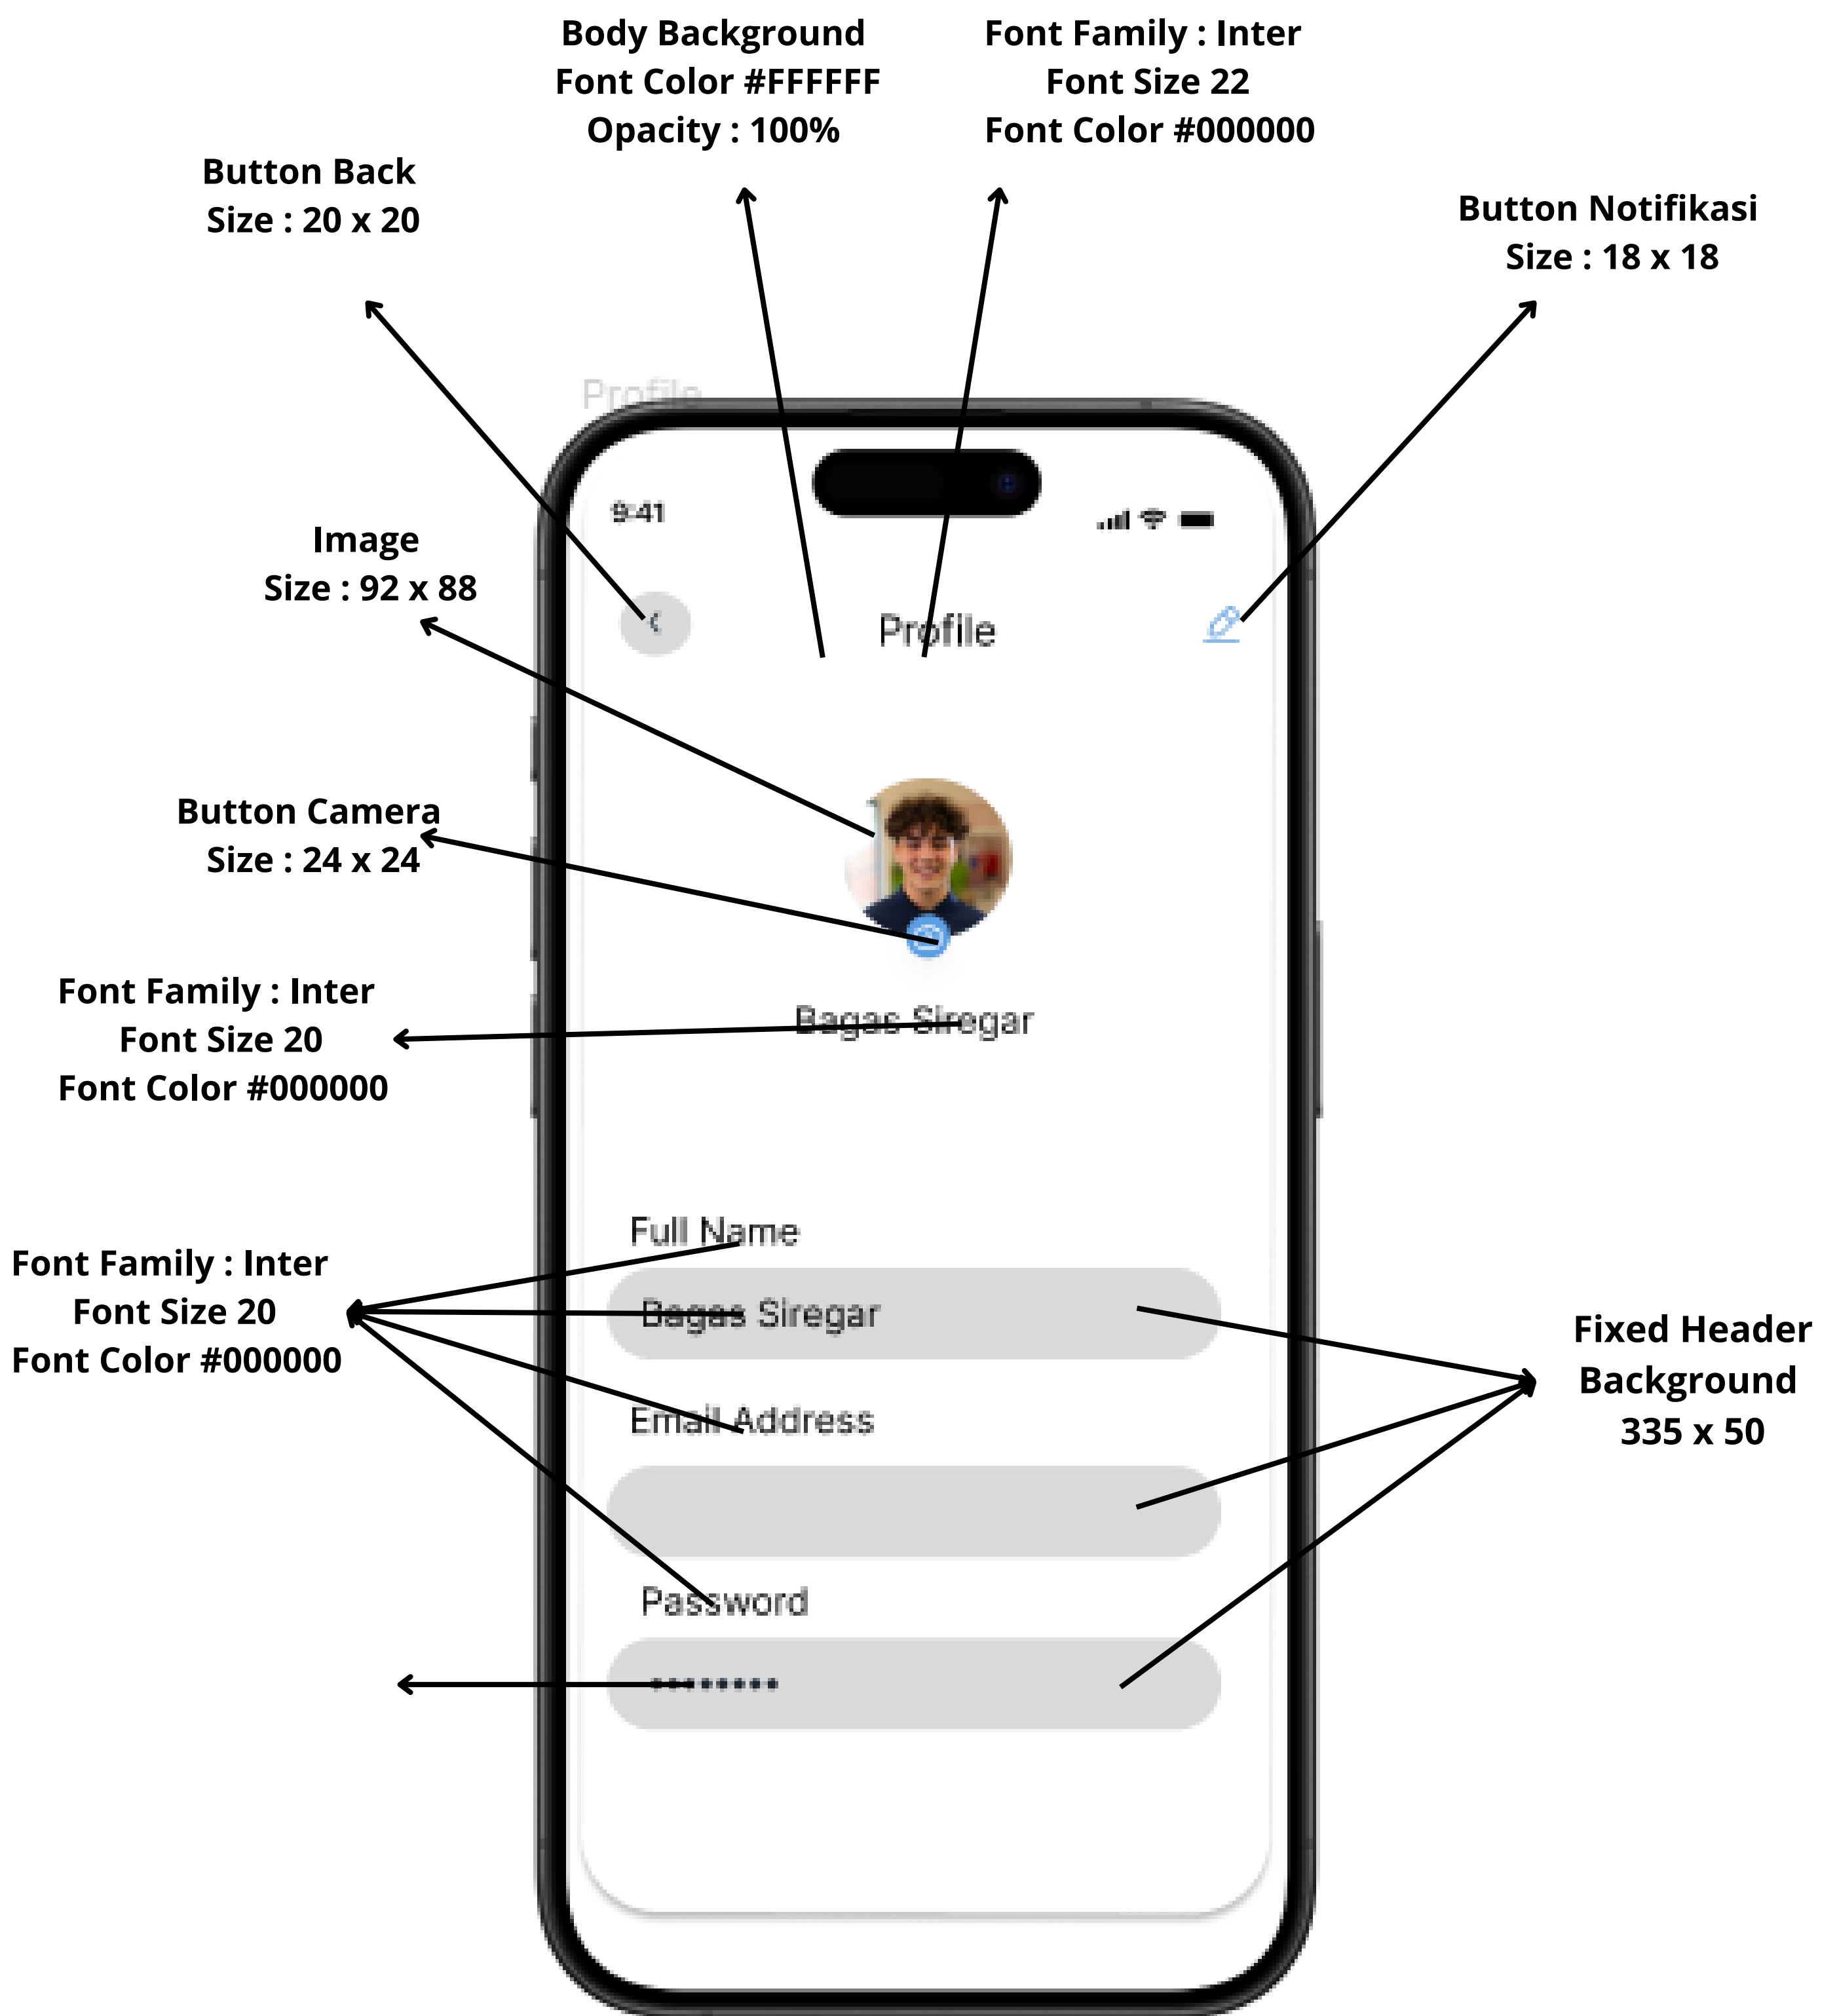 Body Background
Font Color #FFFFFF
Opacity : 100%
Font Family : Inter
Font Size 22
Font Color #000000
Button Back
Size : 20 x 20
Button Notifikasi
Size : 18 x 18
Profile
9:41
Image
Size : 92 x 88
Profile
Button Camera
Size : 24 x 24
Font Family : Inter
Font Size 20
Font Color #000000
Bagas Siregar
Full Name
Font Family : Inter
Font Size 20
Font Color #000000
Bagas Siregar
Fixed Header
Background
335 x 50
Email Address
Password
••••••••